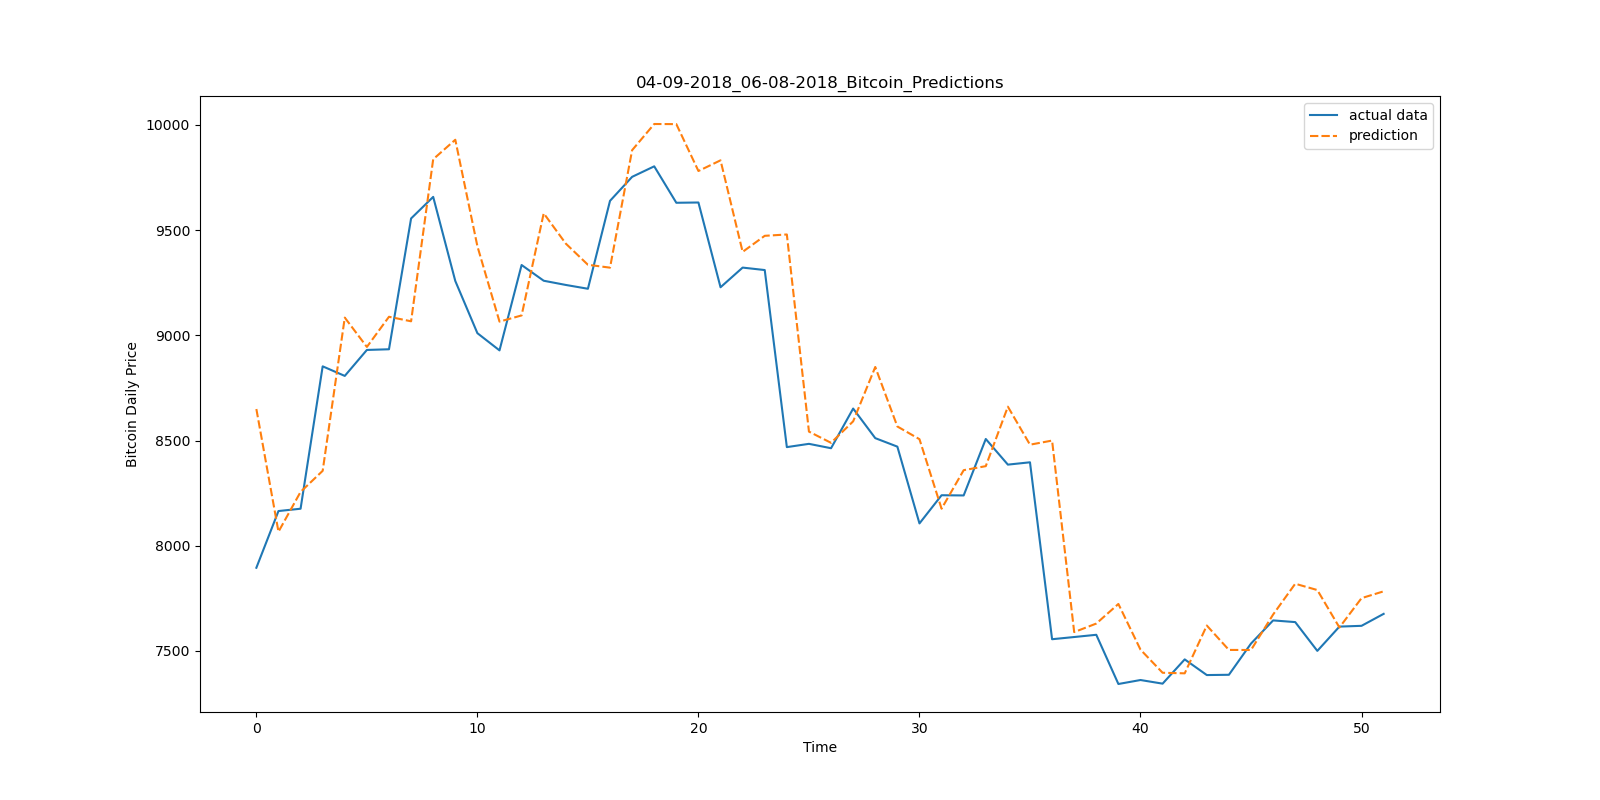 04-09-2018_06-08-2018_Bitcoin_Predictions
actual data
prediction
10000
9500
9000
8500
8000
7500
Bitcoin Daily Price
0 10 20 30 40 50
Time